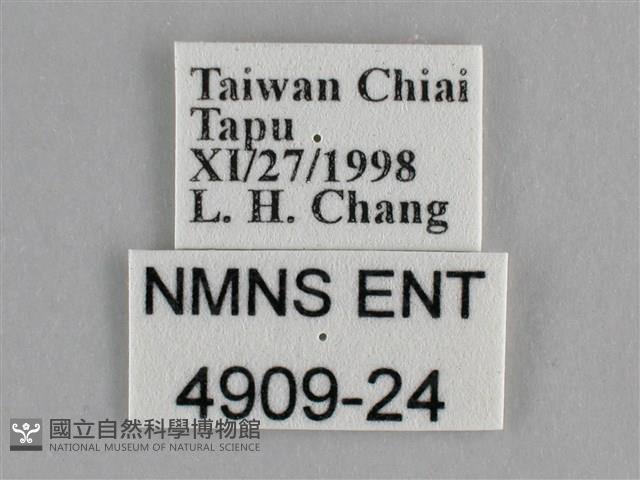 Taiwan Chiai
Tapu
XI/27/1998
L. H. Chang
NMNS ENT
4909-24
國立自然科學博物館
NATIONAL MUSEUM OF NATURAL SCIENCE